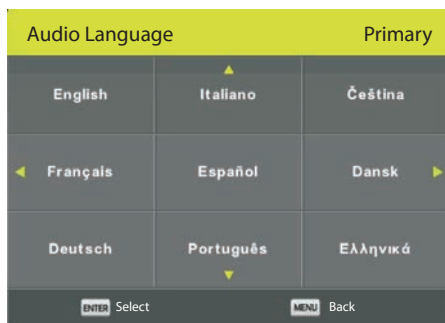 Audio Language Primary
English Italiano Čeština
Français Español Dansk
Deutsch Português Ελληνικά
ENTER Select MENU Back